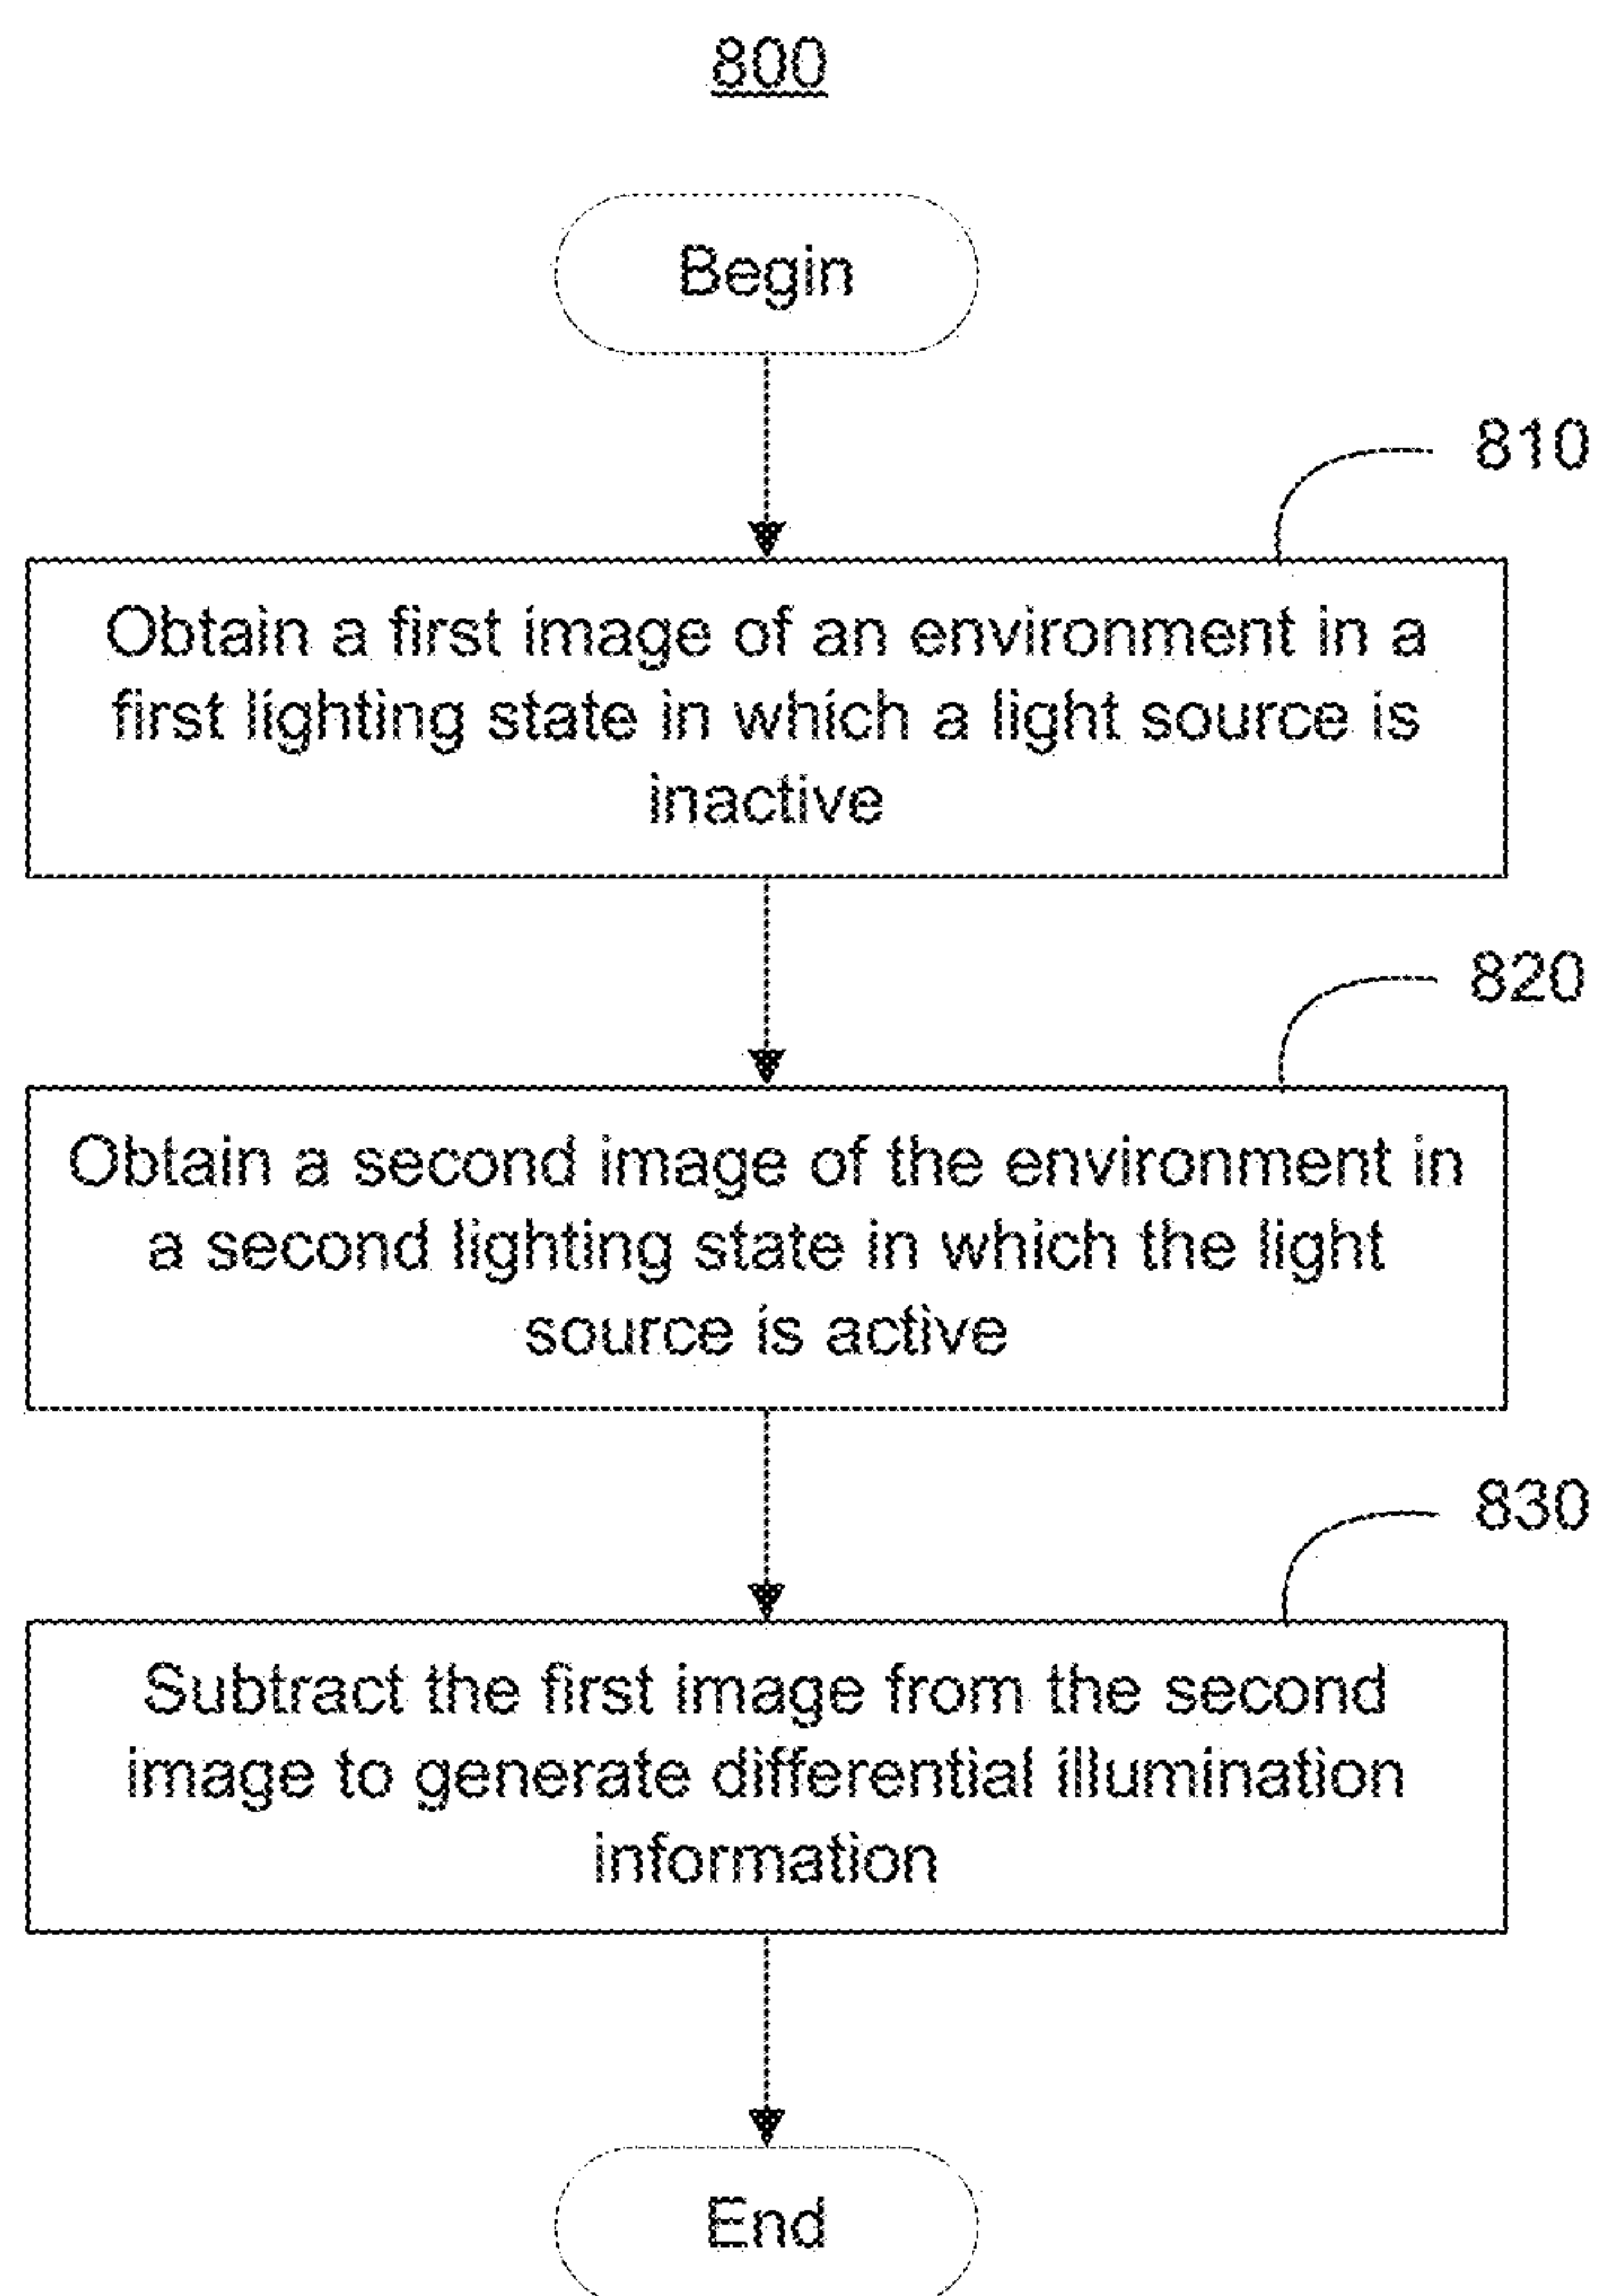 800
Begin
810
Obtain a first image of an environment in a
first lighting state in which a light source is
inactive
820
Obtain a second image of the environment in
a second lighting state in which the light
source is active
830
Subtract the first image from the second
image to generate differential illumination
information
End